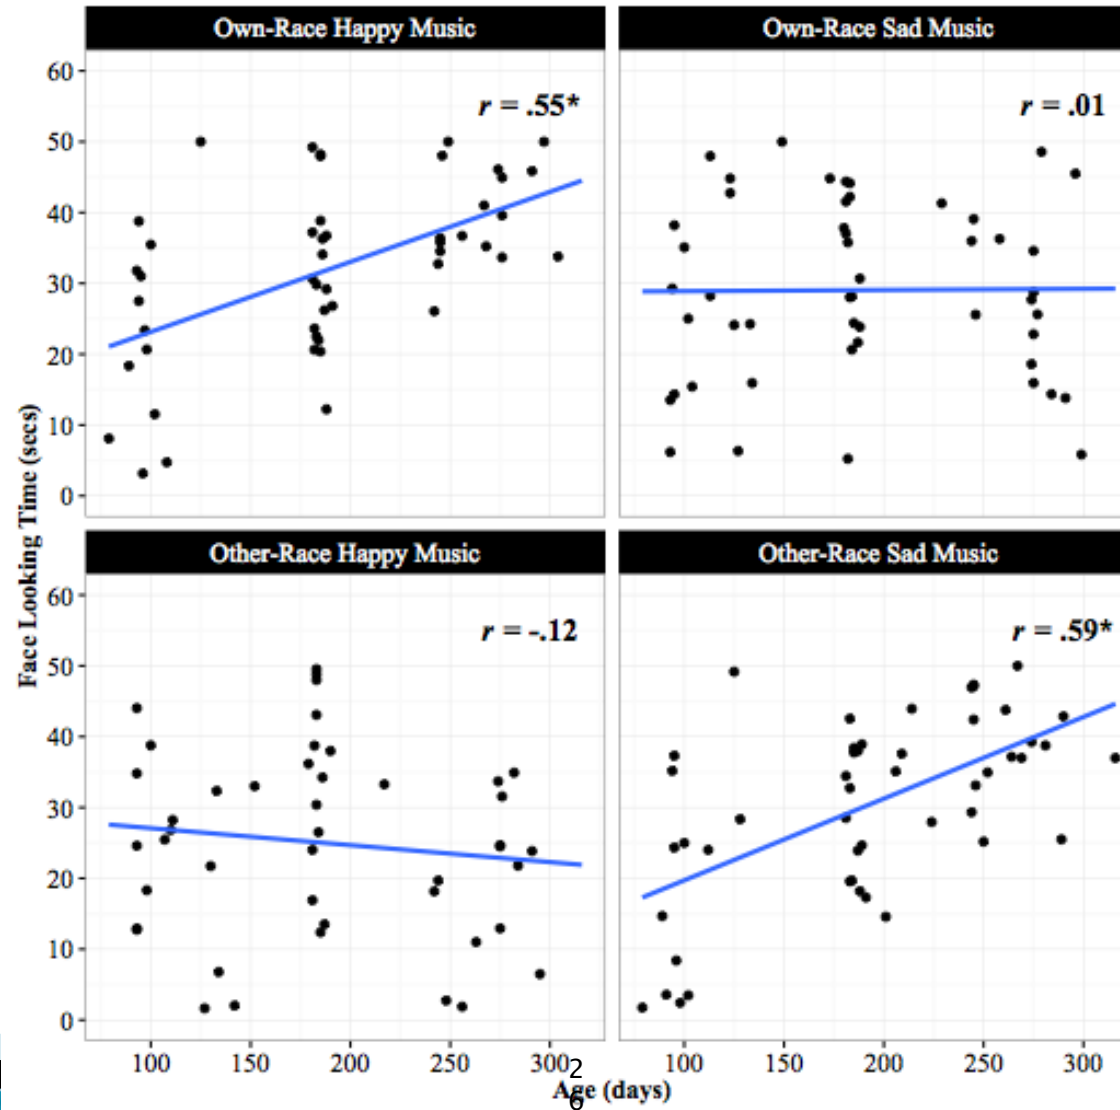 Own-Race Happy Music
Own-Race Sad Music
60
50
40
30
20
10
0
r = .55*
r = .01
Face Looking Time (secs)
Other-Race Happy Music
Other-Race Sad Music
60
50
40
30
20
10
0
r = -.12
r = .59*
100 150 200 250 300
100 150 200 250 300
2
6
Age (days)